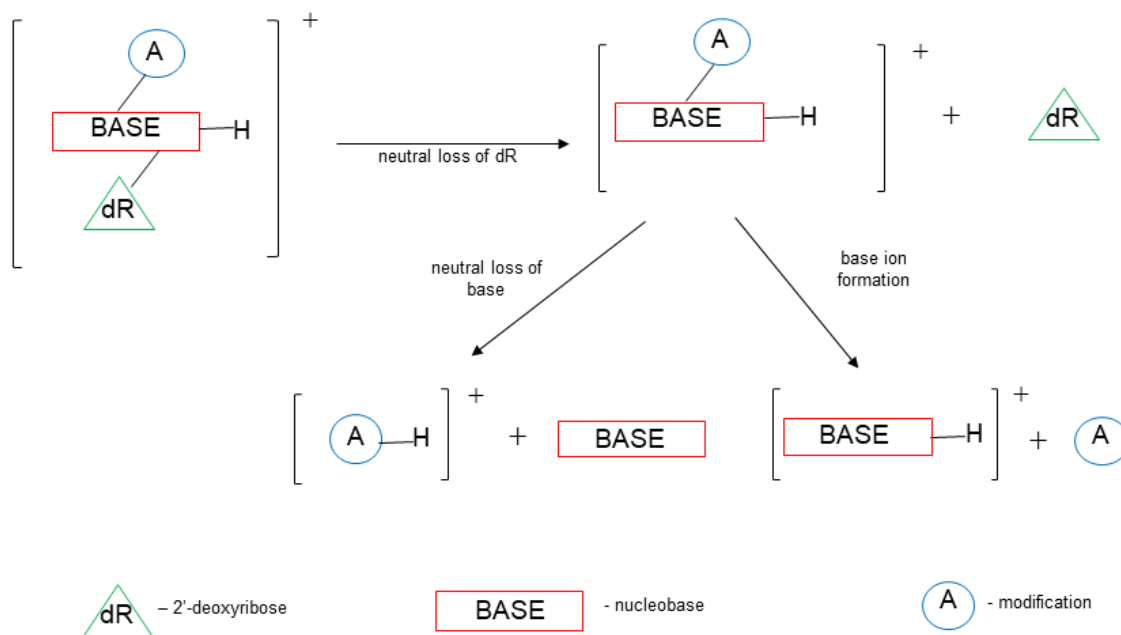 +
A
BASE
H
dR
neutral loss of dR
+
A
BASE
H
+
dR
neutral loss of
base
base ion
formation
+
A
H
+
BASE
+
BASE
H
+
A
dR
– 2'-deoxyribose
BASE
- nucleobase
A
- modification